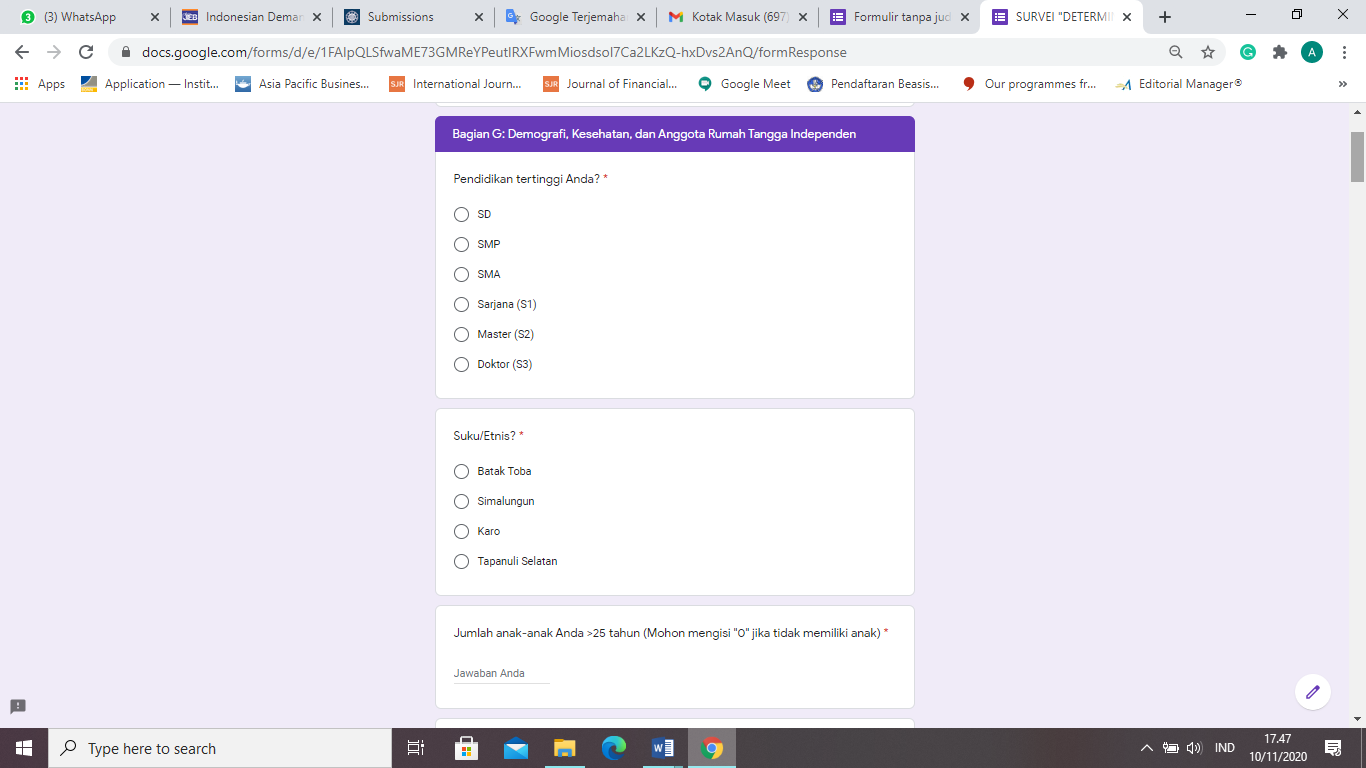 (3) WhatsApp
Indonesian Deman
Submissions
Google Terjemaha
Kotak Masuk (697)
Formulir tanpa jud
SURVEI "DETERMI
docs.google.com/forms/d/e/1FAIpQLSfwaME73GMReYPeutIRXFwmMiosdsoI7Ca2LKzQ-hxDvs2AnQ/formResponse
A
Apps
Application — Instit...
Asia Pacific Busines...
SJR
International Journ...
SJR
Journal of Financial...
Google Meet
Pendaftaran Beasis...
Our programmes fr...
Editorial Manager®
Bagian G: Demografi, Kesehatan, dan Anggota Rumah Tangga Independen
Pendidikan tertinggi Anda? *
SD
SMP
SMA
Sarjana (S1)
Master (S2)
Doktor (S3)
Suku/Etnis? *
Batak Toba
Simalungun
Karo
Tapanuli Selatan
Jumlah anak-anak Anda >25 tahun (Mohon mengisi "0" jika tidak memiliki anak) *
Jawaban Anda
Type here to search
IND
17.47
10/11/2020